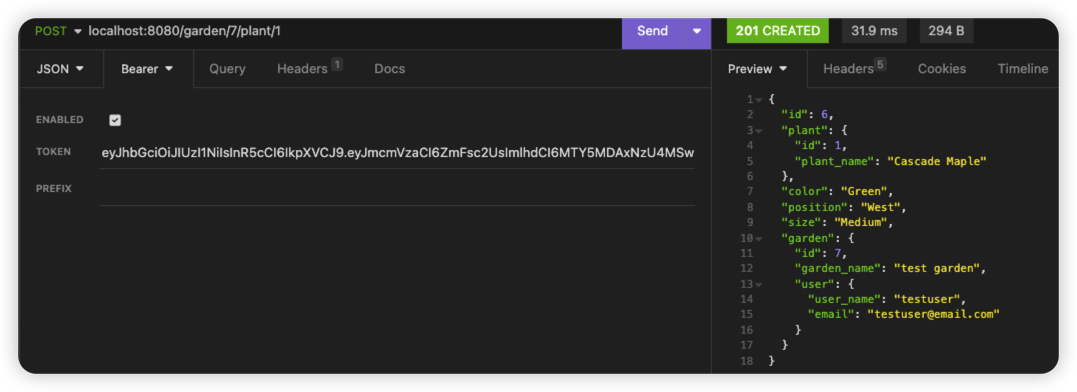 POST localhost:8080/garden/7/plant/1 Send 201 CREATED 31.9 ms 294 B
JSON Bearer Query Headers 1 Docs Preview Headers 5 Cookies Timeline
ENABLED
TOKEN eyJhbGciOiJIUzI1NiIsInR5cCI6IkpXVCJ9.eyJmcmVzaCI6ZmFsc2UsImlhdCI6MTY5MDAxNzU4MSw
PREFIX
1 {
2 "id": 6,
3 "plant": {
4 "id": 1,
5 "plant_name": "Cascade Maple"
6 },
7 "color": "Green",
8 "position": "West",
9 "size": "Medium",
10 "garden": {
11 "id": 7,
12 "garden_name": "test garden",
13 "user": {
14 "user_name": "testuser",
15 "email": "testuser@email.com"
16 }
17 }
18 }